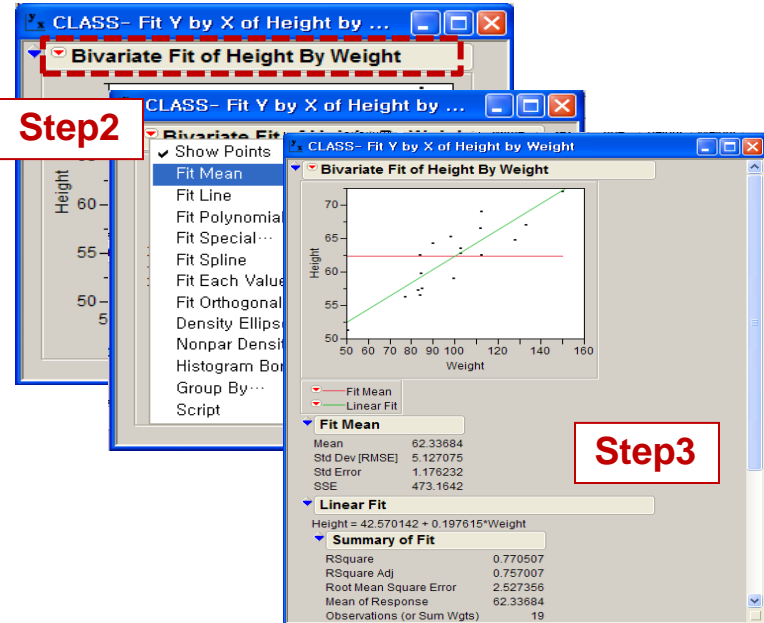 CLASS- Fit Y by X of Height by ...
Bivariate Fit of Height By Weight
Step2
Height
60
55
50
5
CLASS- Fit Y by X of Height by ...
Bivariate Fit
Show Points
Fit Mean
Fit Line
Fit Polynomial
Fit Special···
Fit Spline
Fit Each Value
Fit Orthogonal
Density Ellips
Nonpar Densit
Histogram Bor
Group By···
Script
CLASS- Fit Y by X of Height by Weight
Bivariate Fit of Height By Weight
Height
70
65
60
55
50
50 60 70 80 90 100 120 140 160
Weight
Fit Mean
Linear Fit
Fit Mean
Mean 62.33684
Std Dev [RMSE] 5.127075
Std Error 1.176232
SSE 473.1642
Step3
Linear Fit
Height = 42.570142 + 0.197615*Weight
Summary of Fit
RSquare 0.770507
RSquare Adj 0.757007
Root Mean Square Error 2.527356
Mean of Response 62.33684
Observations (or Sum Wgts) 19